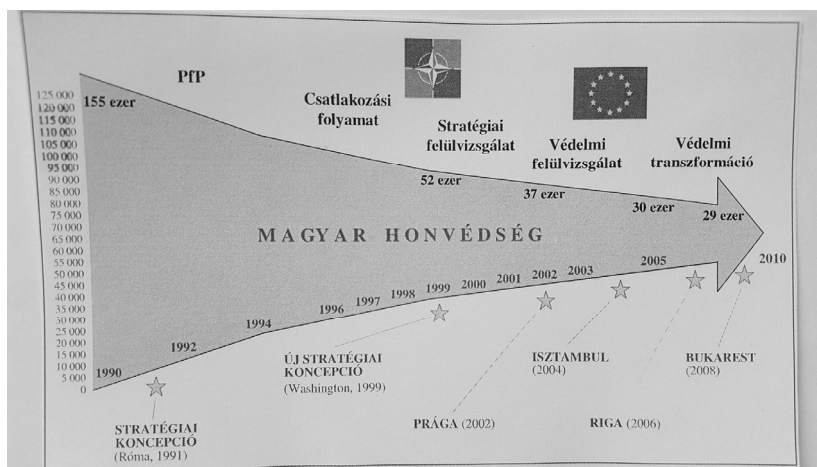 PfP
Csatlakozási
folyamat
Stratégiai
felülvizsgálat
Védelmi
felülvizsgálat
Védelmi
transzformáció
125 000
120 000
115 000
110 000
105 000
100 000
95 000
90 000
85 000
80 000
75 000
70 000
65 000
60 000
55 000
50 000
45 000
40 000
35 000
30 000
25 000
20 000
15 000
10 000
5 000
0
155 ezer
52 ezer
37 ezer
30 ezer
29 ezer
MAGYAR HONVÉDSÉG
1990
1992
1994
1996
1997
1998
1999
2000
2001
2002
2003
2005
2010
STRATÉGIAI
KONCEPCIÓ
(Róma, 1991)
ÚJ STRATÉGIAI
KONCEPCIÓ
(Washington, 1999)
PRÁGA (2002)
ISZTAMBUL
(2004)
RIGA (2006)
BUKAREST
(2008)